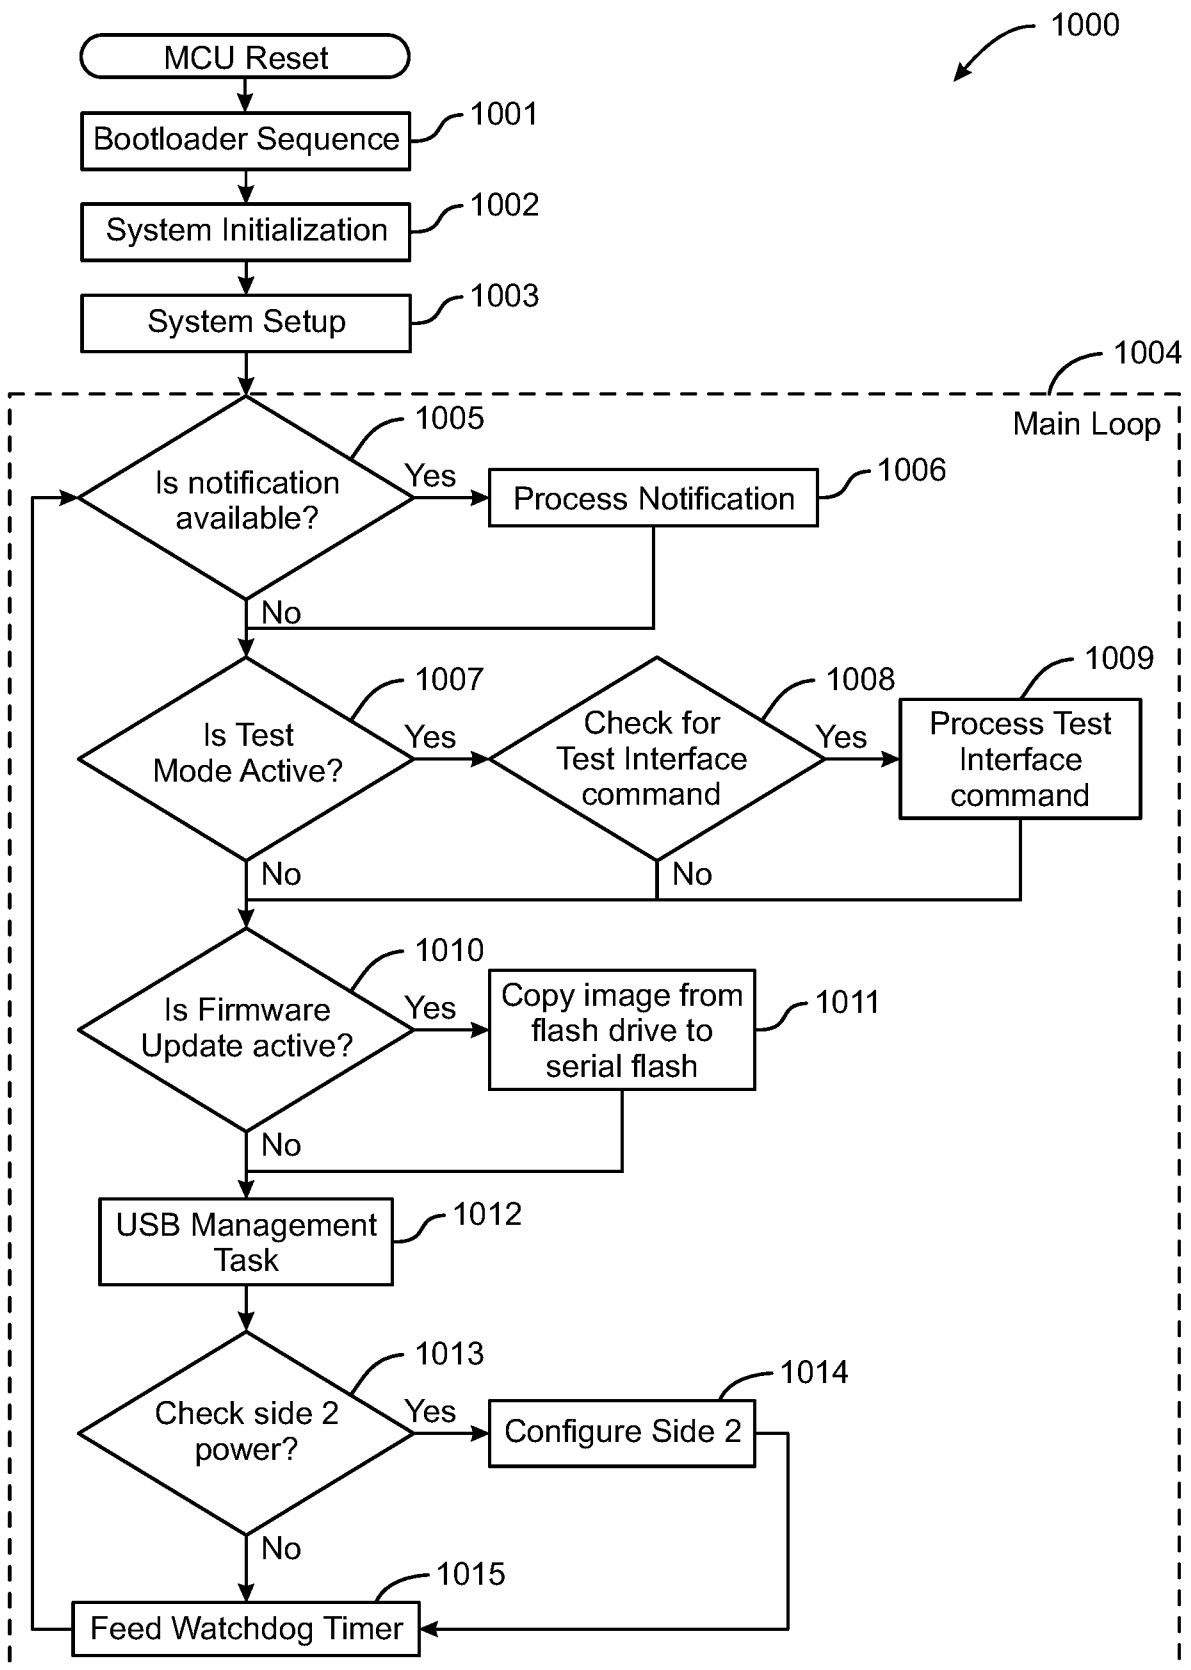 1000
MCU Reset
1001
Bootloader Sequence
1002
System Initialization
1003
System Setup
1004
Main Loop
1005
Is notification
available?
Yes
1006
Process Notification
No
1007
Is Test
Mode Active?
Yes
1008
Check for
Test Interface
command
Yes
1009
Process Test
Interface
command
No
No
1010
Is Firmware
Update active?
Yes
1011
Copy image from
flash drive to
serial flash
No
1012
USB Management
Task
1013
Check side 2
power?
Yes
1014
Configure Side 2
No
1015
Feed Watchdog Timer